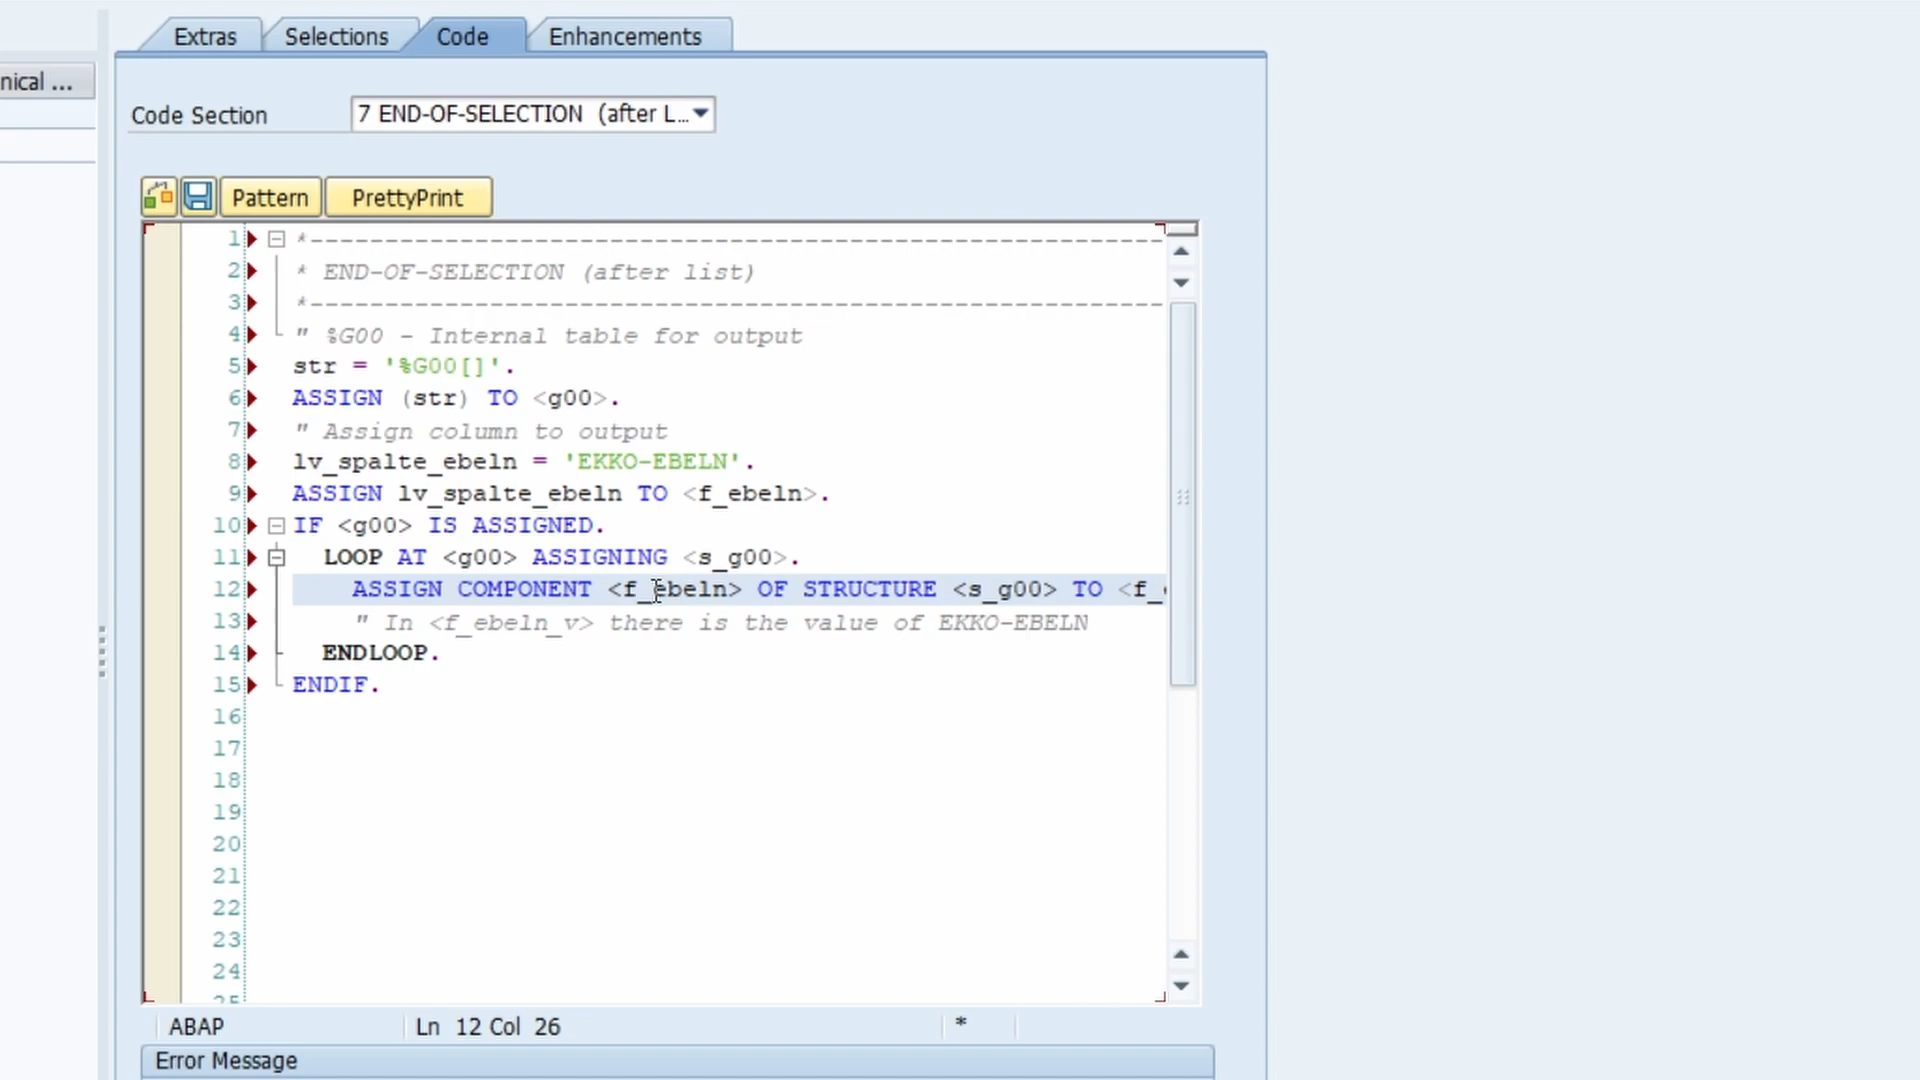 Extras Selections Code Enhancements
nical ...
Code Section 7 END-OF-SELECTION (after L...
Pattern PrettyPrint
1 *---------------------------------------------------------
2 * END-OF-SELECTION (after list)
3 *---------------------------------------------------------
4 " %G00 - Internal table for output
5 str = '%G00[]'.
6 ASSIGN (str) TO <g00>.
7 " Assign column to output
8 lv_spalte_ebeln = 'EKKO-EBELN'.
9 ASSIGN lv_spalte_ebeln TO <f_ebeln>.
10 IF <g00> IS ASSIGNED.
11 LOOP AT <g00> ASSIGNING <s_g00>.
12 ASSIGN COMPONENT <f_ebeln> OF STRUCTURE <s_g00> TO <f_
13 " In <f_ebeln_v> there is the value of EKKO-EBELN
14 ENDLOOP.
15 ENDIF.
16
17
18
19
20
21
22
23
24
25
ABAP Ln 12 Col 26 *
Error Message